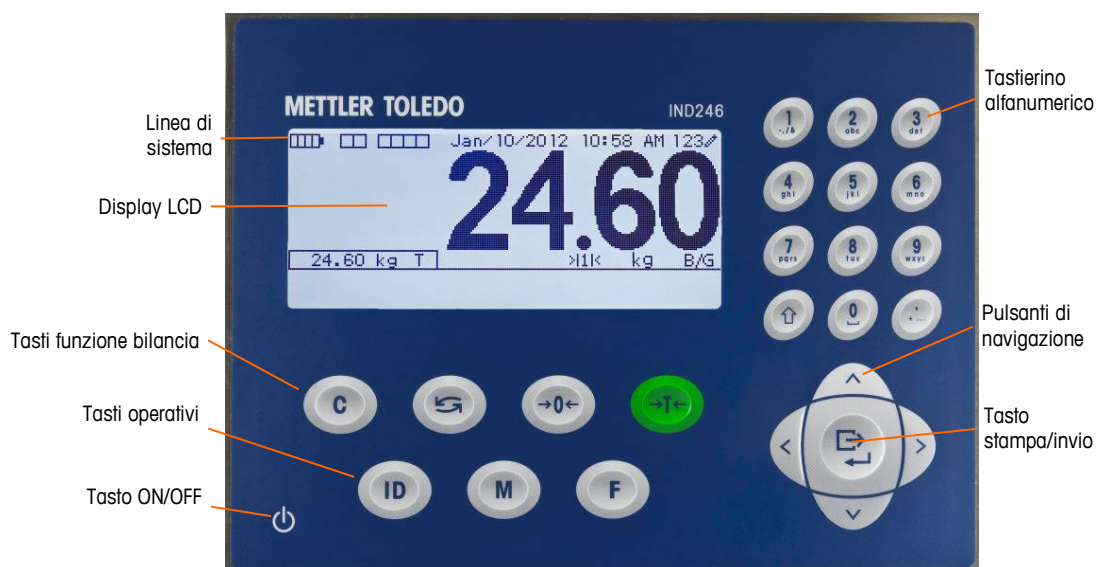 METTLER TOLEDO
IND246
Linea di
sistema
Jan/10/2012 10:58 AM 123
Display LCD
24.60
24.60 kg T
>|1|< kg B/G
Tastierino
alfanumerico
1
.,/&
2
abc
3
def
4
ghi
5
jkl
6
mno
7
pqrs
8
tuv
9
wxyz
0
Tasti funzione bilancia
C
→0←
→T←
Tasti operativi
ID
M
F
Tasto ON/OFF
Pulsanti di
navigazione
Tasto
stampa/invio